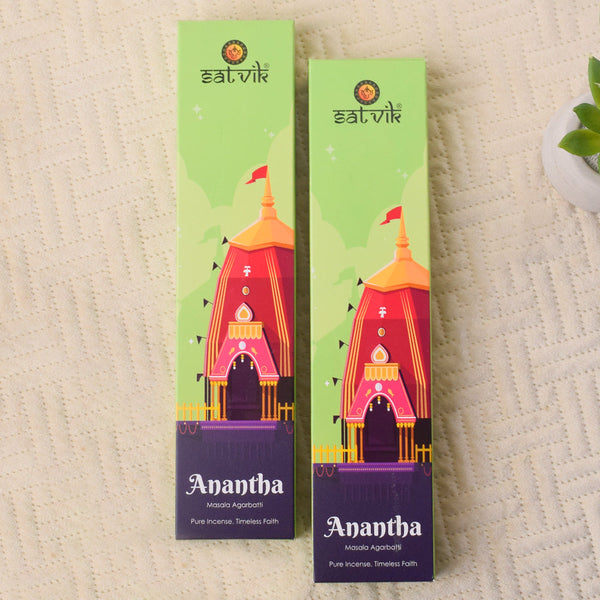 satvik®
Anantha
Masala Agarbatti
Pure Incense. Timeless Faith
satvik®
Anantha
Masala Agarbatti
Pure Incense. Timeless Faith